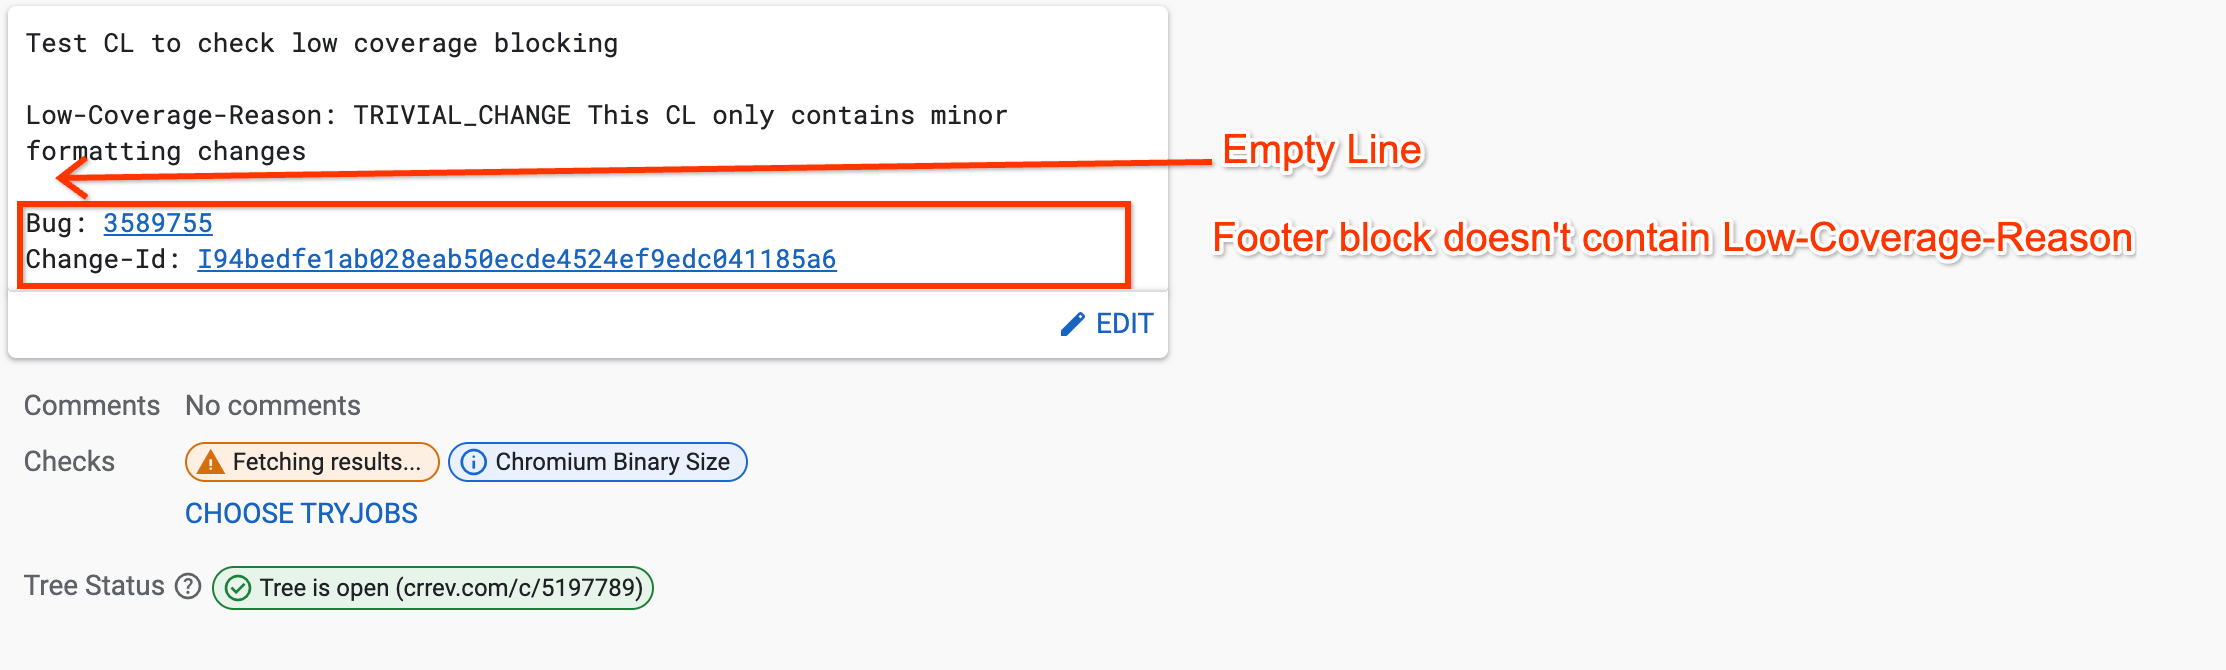 Test CL to check low coverage blocking
Low-Coverage-Reason: TRIVIAL_CHANGE This CL only contains minor
formatting changes
Empty Line
Bug: 3589755
Footer block doesn't contain Low-Coverage-Reason
Change-Id: I94bedfe1ab028eab50ecde4524ef9edc041185a6
EDIT
Comments No comments
Checks Fetching results... Chromium Binary Size
CHOOSE TRYJOBS
Tree Status Tree is open (crrev.com/c/5197789)